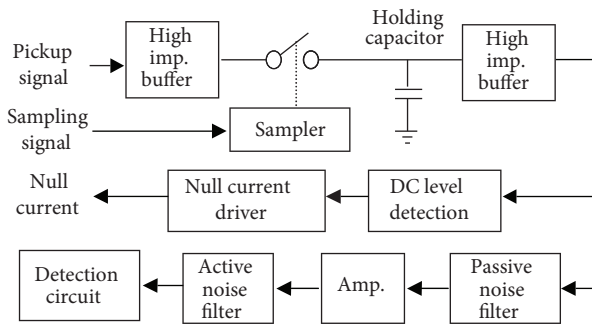 Pickup
signal
High
imp.
buffer
Holding
capacitor
High
imp.
buffer
Sampling
signal
Sampler
Null
current
Null current
driver
DC level
detection
Detection
circuit
Active
noise
filter
Amp.
Passive
noise
filter